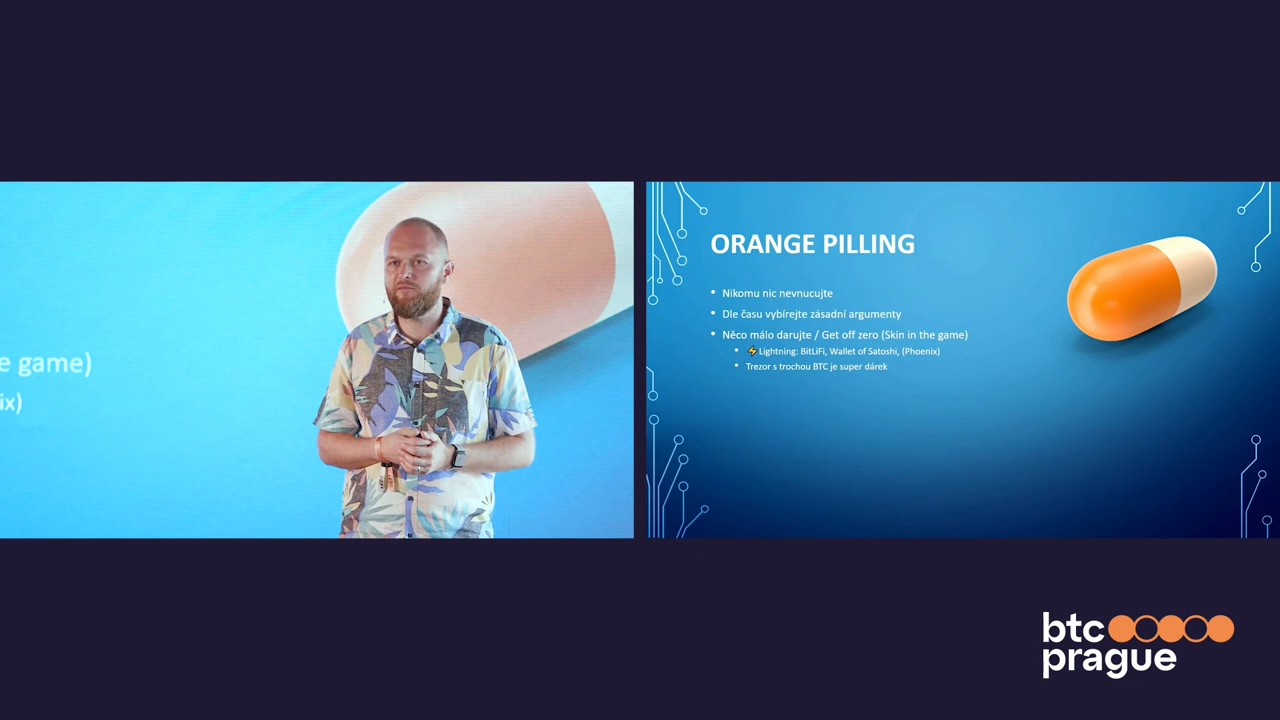 e game)
ix)
ORANGE PILLING
• Nikomu nic nevnucujte
• Dle času vybírejte zásadní argumenty
• Něco málo darujte / Get off zero (Skin in the game)
• ⚡Lightning: BitLiFi, Wallet of Satoshi, (Phoenix)
• Trezor s trochou BTC je super dárek
btc
prague